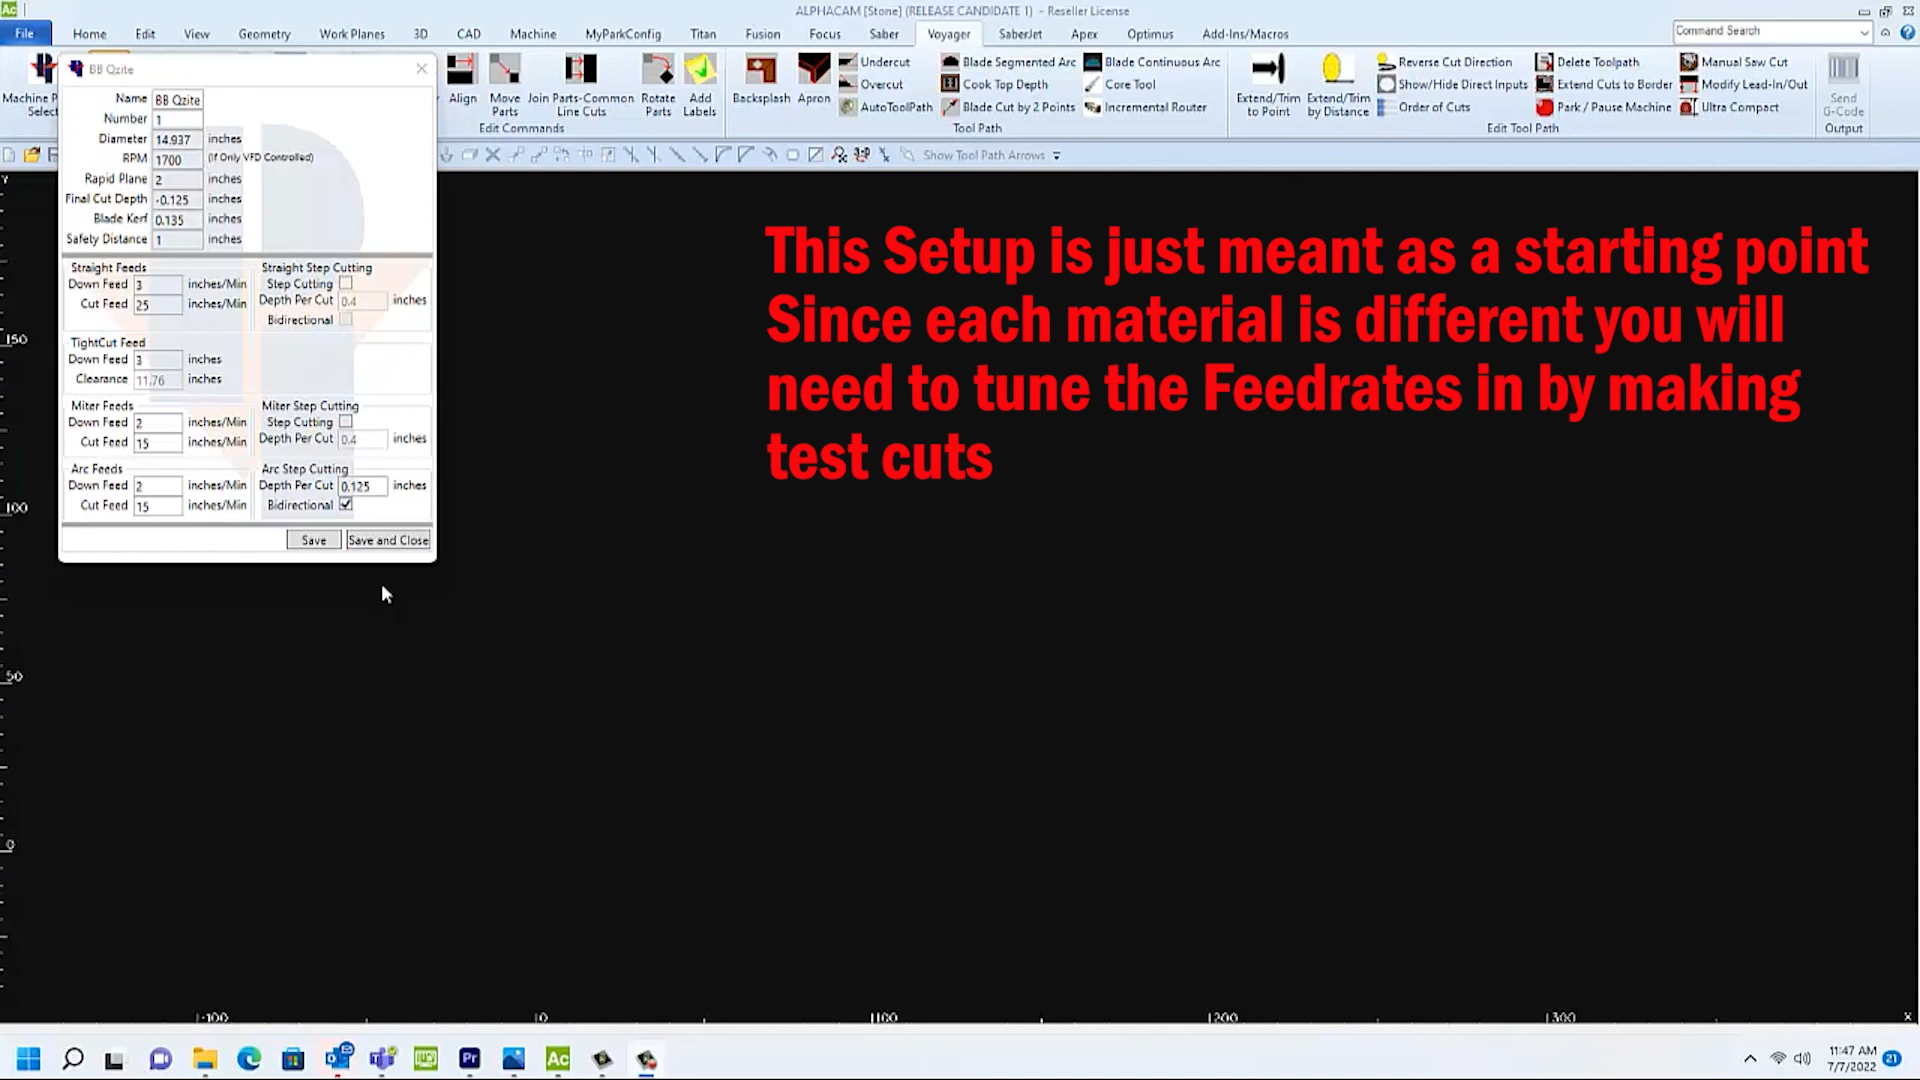 ALPHACAM [Stone] (RELEASE CANDIDATE 1) - Reseller License
File Home Edit View Geometry Work Planes 3D CAD Machine MyParkConfig Titan Fusion Focus Saber Voyager SaberJet Apex Optimus Add-Ins/Macros
Command Search
Machine P
Select
Align
Move
Parts
Join Parts-Common
Line Cuts
Rotate
Parts
Add
Labels
Edit Commands
Backsplash
Apron
Undercut
Overcut
AutoToolPath
Blade Segmented Arc
Cook Top Depth
Blade Cut by 2 Points
Blade Continuous Arc
Core Tool
Incremental Router
Tool Path
Extend/Trim
to Point
Extend/Trim
by Distance
Reverse Cut Direction
Show/Hide Direct Inputs
Order of Cuts
Delete Toolpath
Extend Cuts to Border
Park / Pause Machine
Manual Saw Cut
Modify Lead-In/Out
Ultra Compact
Edit Tool Path
Send
G-Code
Output
Show Tool Path Arrows
BB Qzite
Name BB Qzite
Number 1
Diameter 14.937 inches
RPM 1700 (If Only VFD Controlled)
Rapid Plane 2 inches
Final Cut Depth -0.125 inches
Blade Kerf 0.135 inches
Safety Distance 1 inches
Straight Feeds
Down Feed 3 inches/Min
Cut Feed 25 inches/Min
Straight Step Cutting
Step Cutting
Depth Per Cut 0.4 inches
Bidirectional
TightCut Feed
Down Feed 3 inches
Clearance 11.76 inches
Miter Feeds
Down Feed 2 inches/Min
Cut Feed 15 inches/Min
Miter Step Cutting
Step Cutting
Depth Per Cut 0.4 inches
Arc Feeds
Down Feed 2 inches/Min
Cut Feed 15 inches/Min
Arc Step Cutting
Depth Per Cut 0.125 inches
Bidirectional
Save Save and Close
This Setup is just meant as a starting point
Since each material is different you will
need to tune the Feedrates in by making
test cuts
Y
150
100
50
0
-100 0 100 200 300 X
11:47 AM
7/7/2022
21